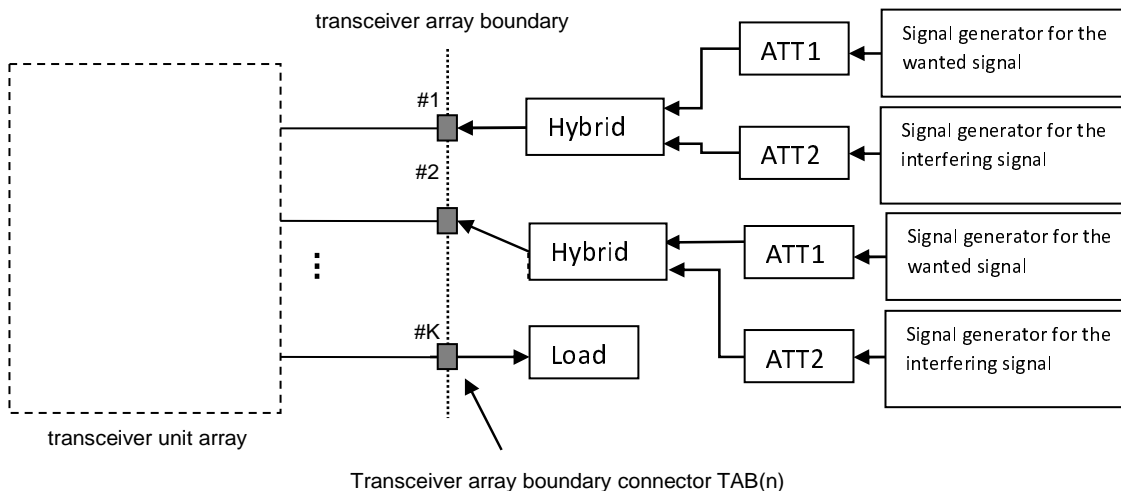 transceiver array boundary
#1
Hybrid
ATT1
Signal generator for the
wanted signal
ATT2
Signal generator for the
interfering signal
#2
Hybrid
ATT1
Signal generator for the
wanted signal
...
#K
Load
ATT2
Signal generator for the
interfering signal
transceiver unit array
Transceiver array boundary connector TAB(n)